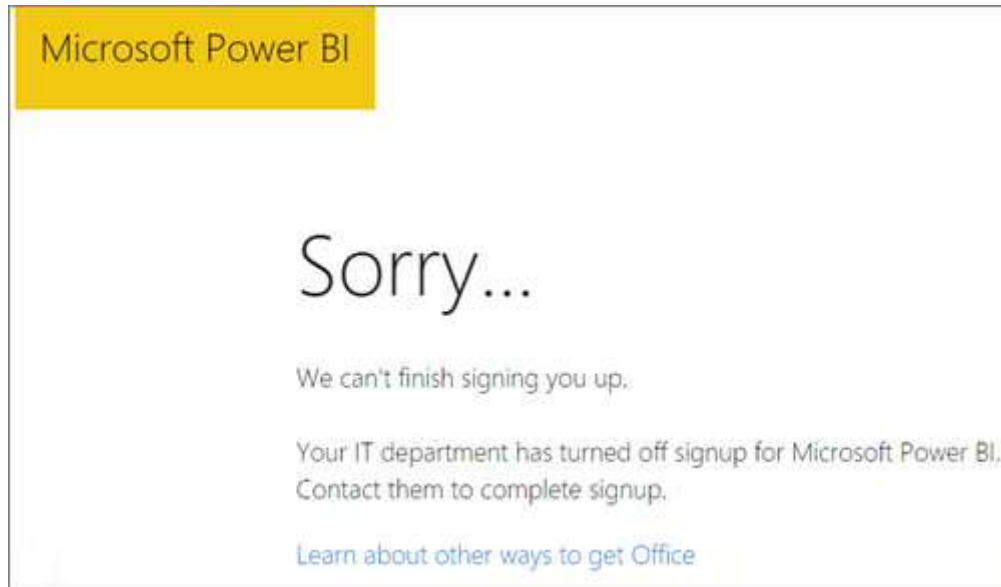 Microsoft Power BI
Sorry...
We can't finish signing you up.
Your IT department has turned off signup for Microsoft Power BI.
Contact them to complete signup.
Learn about other ways to get Office